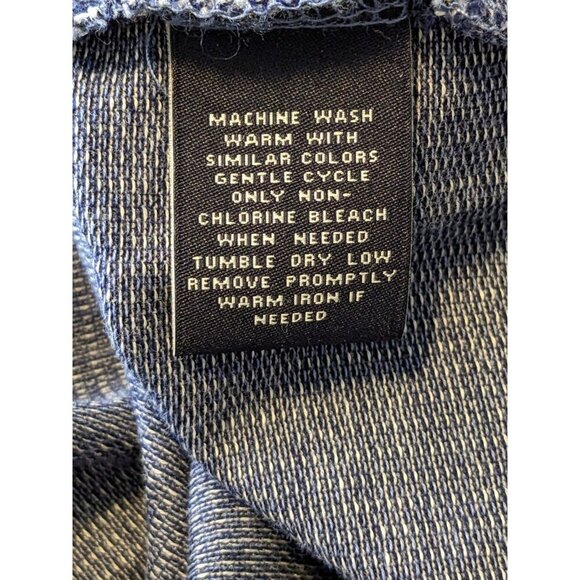 MACHINE WASH
WARM WITH
SIMILAR COLORS
GENTLE CYCLE
ONLY NON-
CHLORINE BLEACH
WHEN NEEDED
TUMBLE DRY LOW
REMOVE PROMPTLY
WARM IRON IF
NEEDED